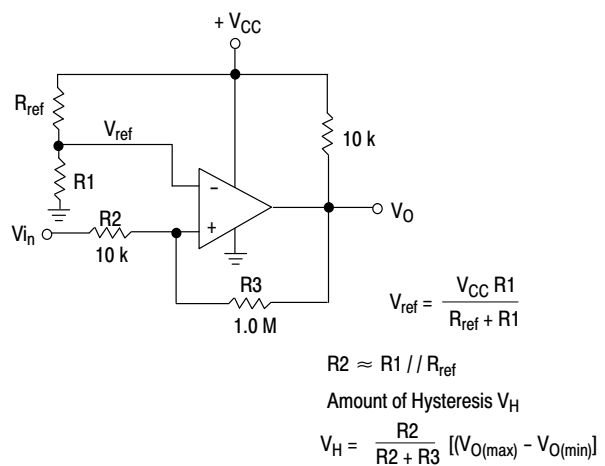 + VCC
Rref
Vref
10 k
R1
-
+
VO
Vin
R2
10 k
R3
1.0 M
Vref = VCC R1 / Rref + R1
R2 ≈ R1 / / Rref
Amount of Hysteresis VH
VH = R2 / R2 + R3 [(VO(max) - VO(min)]